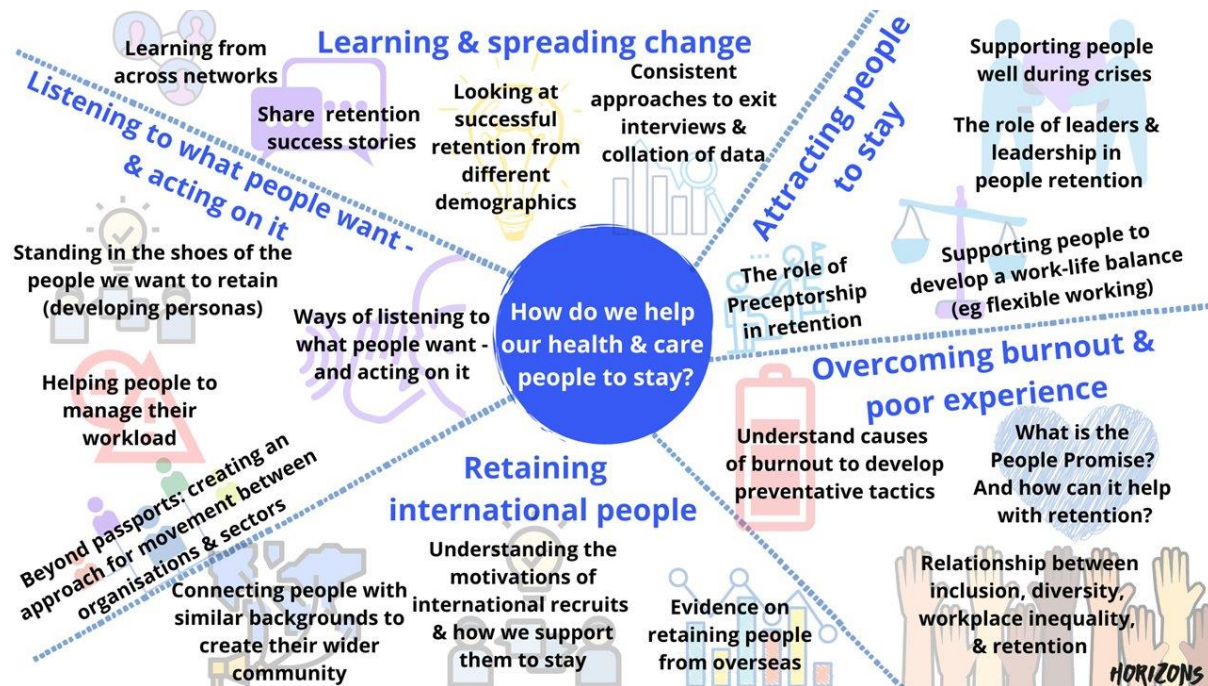 Learning & spreading change
Learning from
across networks
Share retention
success stories
Looking at
successful
retention from
different
demographics
Consistent
approaches to exit
interviews &
collation of data
Attracting people
to stay
Supporting people
well during crises
The role of leaders &
leadership in
people retention
The role of
Preceptorship
in retention
Supporting people to
develop a work-life balance
(eg flexible working)
Listening to what people want -
& acting on it
Standing in the shoes of the
people we want to retain
(developing personas)
Ways of listening to
what people want -
and acting on it
Helping people to
manage their
workload
Beyond passports: creating an
approach for movement between
organisations & sectors
How do we help
our health & care
people to stay?
Overcoming burnout &
poor experience
Understand causes
of burnout to develop
preventative tactics
What is the
People Promise?
And how can it help
with retention?
Relationship between
inclusion, diversity,
workplace inequality,
& retention
Retaining
international people
Connecting people with
similar backgrounds to
create their wider
community
Understanding the
motivations of
international recruits
& how we support
them to stay
Evidence on
retaining people
from overseas
HORIZONS